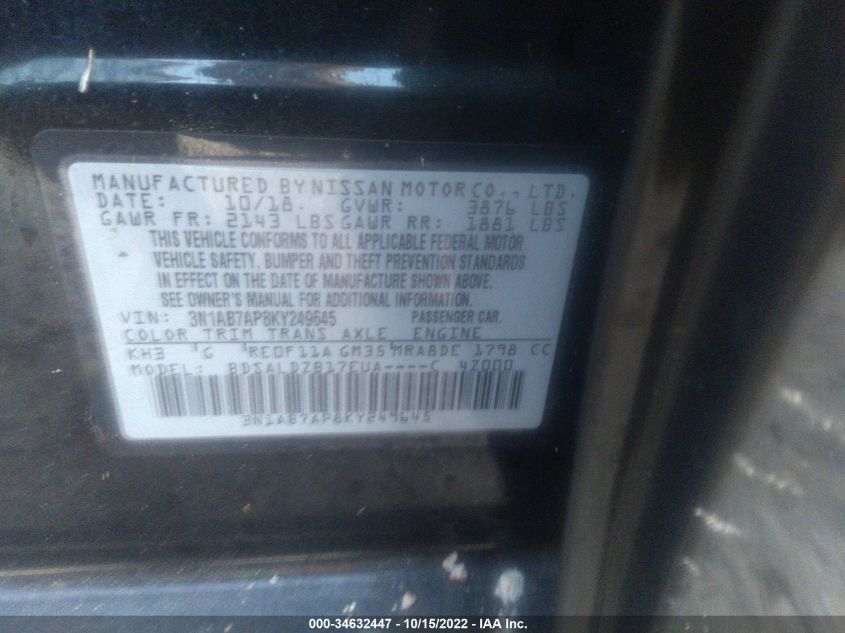 MANUFACTURED BY NISSAN MOTOR CO., LTD.
DATE: 10/18. GVWR: 3876 LBS
GAWR FR: 2143 LBS GAWR RR: 1881 LBS
THIS VEHICLE CONFORMS TO ALL APPLICABLE FEDERAL MOTOR
VEHICLE SAFETY, BUMPER AND THEFT PREVENTION STANDARDS
IN EFFECT ON THE DATE OF MANUFACTURE SHOWN ABOVE.
SEE OWNER'S MANUAL FOR ADDITIONAL INFORMATION
VIN: 3N1AB7AP8KY249645 PASSENGER CAR.
COLOR TRIM TRANS AXLE ENGINE
KH3 G RE0F11A GM35 MRA8DE 1798 CC
MODEL: BDSALDZB17EUA----C 4Z000
3N1AB7AP8KY249645
000-34632447 - 10/15/2022 - IAA Inc.